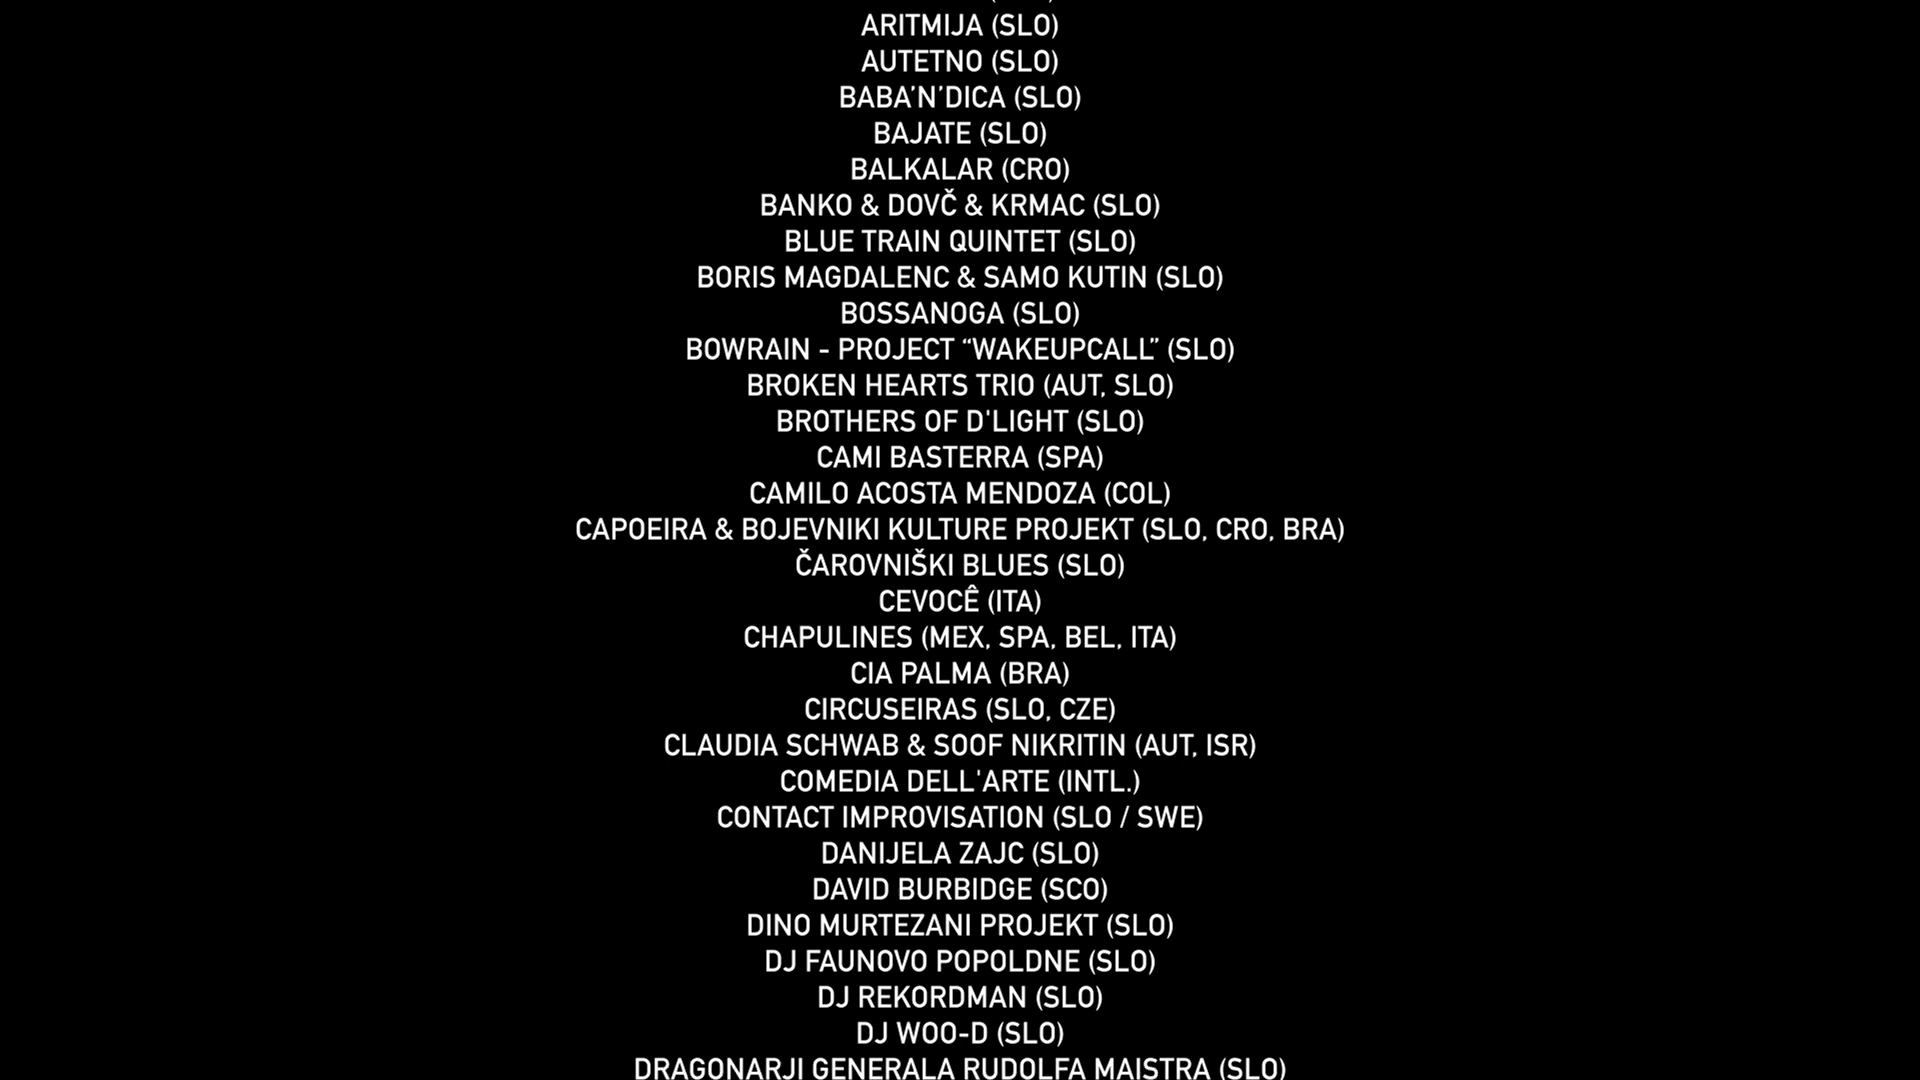 ARITMIJA (SLO)
AUTETNO (SLO)
BABA’N’DICA (SLO)
BAJATE (SLO)
BALKALAR (CRO)
BANKO & DOVČ & KRMAC (SLO)
BLUE TRAIN QUINTET (SLO)
BORIS MAGDALENC & SAMO KUTIN (SLO)
BOSSANOGA (SLO)
BOWRAIN - PROJECT “WAKEUPCALL” (SLO)
BROKEN HEARTS TRIO (AUT, SLO)
BROTHERS OF D'LIGHT (SLO)
CAMI BASTERRA (SPA)
CAMILO ACOSTA MENDOZA (COL)
CAPOEIRA & BOJEVNIKI KULTURE PROJEKT (SLO, CRO, BRA)
ČAROVNIŠKI BLUES (SLO)
CEVOCÊ (ITA)
CHAPULINES (MEX, SPA, BEL, ITA)
CIA PALMA (BRA)
CIRCUSEIRAS (SLO, CZE)
CLAUDIA SCHWAB & SOOF NIKRITIN (AUT, ISR)
COMEDIA DELL'ARTE (INTL.)
CONTACT IMPROVISATION (SLO / SWE)
DANIJELA ZAJC (SLO)
DAVID BURBIDGE (SCO)
DINO MURTEZANI PROJEKT (SLO)
DJ FAUNOVO POPOLDNE (SLO)
DJ REKORDMAN (SLO)
DJ WOO-D (SLO)
DRAGONARJI GENERALA RUDOLFA MAISTRA (SLO)